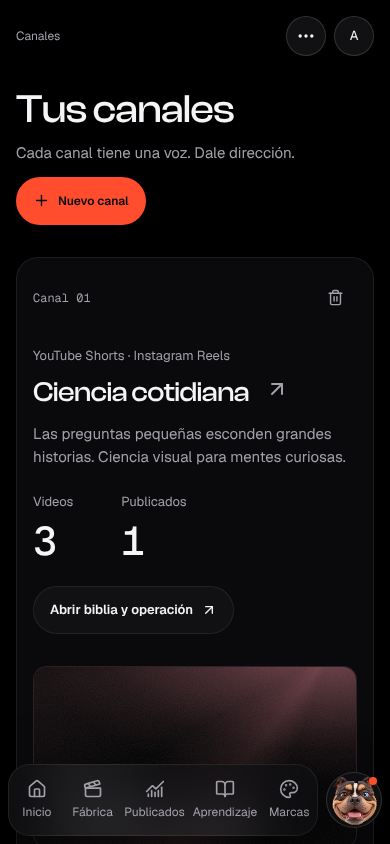 Canales
A
Tus canales
Cada canal tiene una voz. Dale dirección.
Nuevo canal
Canal 01
YouTube Shorts · Instagram Reels
Ciencia cotidiana
Las preguntas pequeñas esconden grandes
historias. Ciencia visual para mentes curiosas.
Videos Publicados
3 1
Abrir biblia y operación
Inicio Fábrica Publicados Aprendizaje Marcas